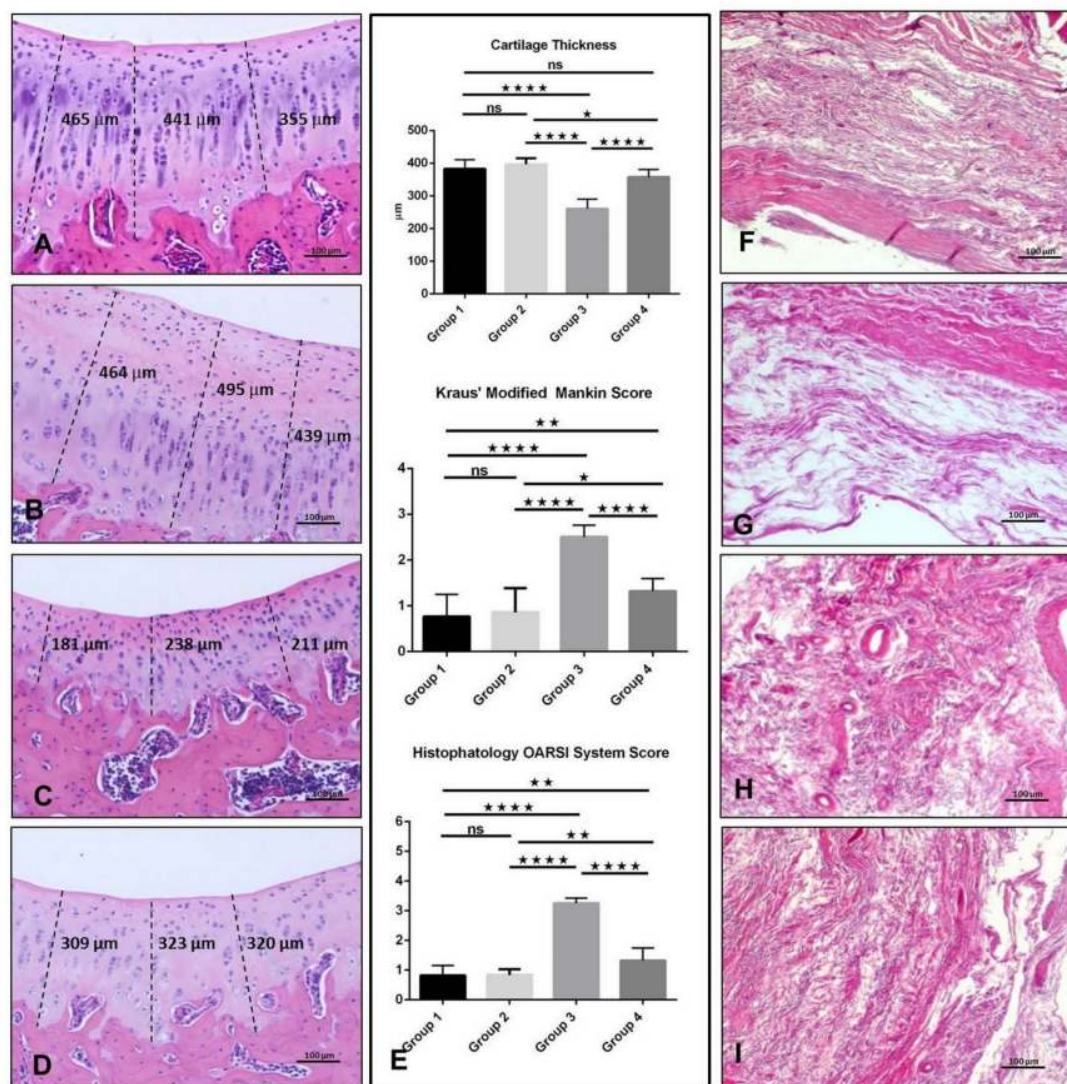 465 µm
441 µm
355 µm
A
100 µm
464 µm
495 µm
439 µm
B
100 µm
181 µm
238 µm
211 µm
C
100 µm
309 µm
323 µm
320 µm
D
100 µm
Cartilage Thickness
ns
★★★★
ns
★
★★★★
★★★★
500
400
300
200
100
0
µm
Group 1
Group 2
Group 3
Group 4
Kraus' Modified Mankin Score
★★
★★★★
ns
★
★★★★
★★★★
4
3
2
1
0
Group 1
Group 2
Group 3
Group 4
Histophatology OARSI System Score
★★
★★★★
ns
★★
★★★★
★★★★
6
5
4
3
2
1
0
Group 1
Group 2
Group 3
Group 4
E
F
100 µm
G
100 µm
H
100 µm
I
100 µm